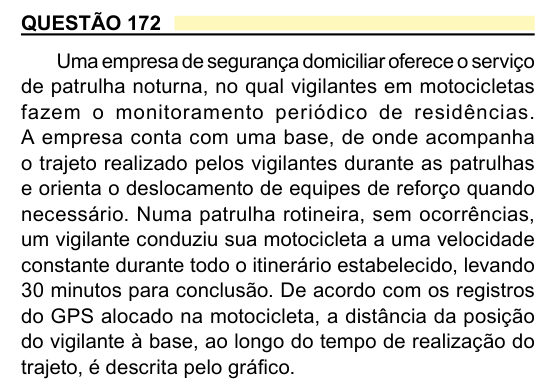 QUESTÃO 172
Uma empresa de segurança domiciliar oferece o serviço
de patrulha noturna, no qual vigilantes em motocicletas
fazem o monitoramento periódico de residências.
A empresa conta com uma base, de onde acompanha
o trajeto realizado pelos vigilantes durante as patrulhas
e orienta o deslocamento de equipes de reforço quando
necessário. Numa patrulha rotineira, sem ocorrências,
um vigilante conduziu sua motocicleta a uma velocidade
constante durante todo o itinerário estabelecido, levando
30 minutos para conclusão. De acordo com os registros
do GPS alocado na motocicleta, a distância da posição
do vigilante à base, ao longo do tempo de realização do
trajeto, é descrita pelo gráfico.